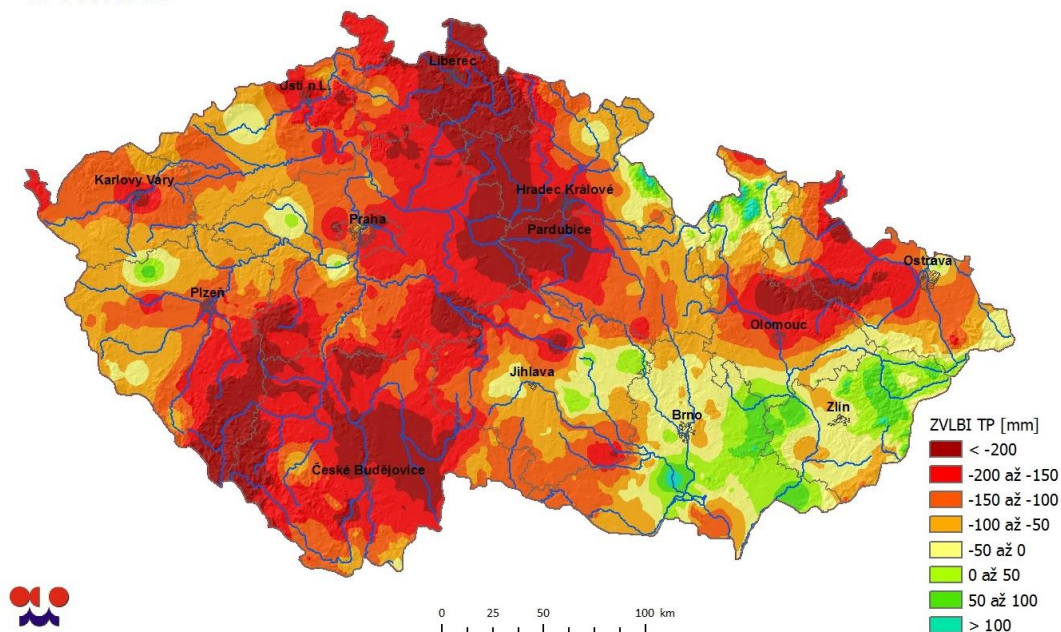 Liberec
Ústí n.L.
Karlovy Vary
Hradec Králové
Praha
Pardubice
Ostrava
Plzeň
Olomouc
Jihlava
Zlín
Brno
České Budějovice
ZVLBI TP [mm]
< -200
-200 až -150
-150 až -100
-100 až -50
-50 až 0
0 až 50
50 až 100
> 100
0 25 50 100 km